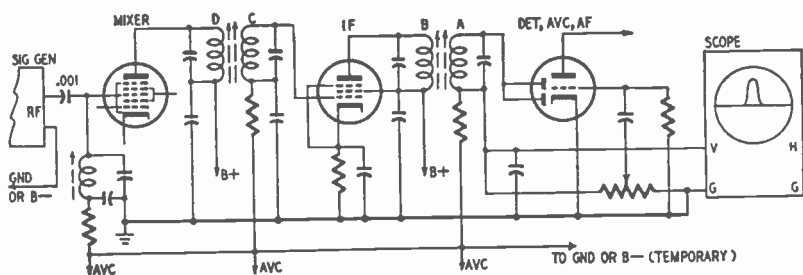 MIXER
D
C
IF
B
A
DET, AVC, AF
SCOPE
SIG GEN
.001
RF
GND
OR B—
B+
B+
V
H
G
G
AVC
AVC
AVC
TO GND OR B— (TEMPORARY)